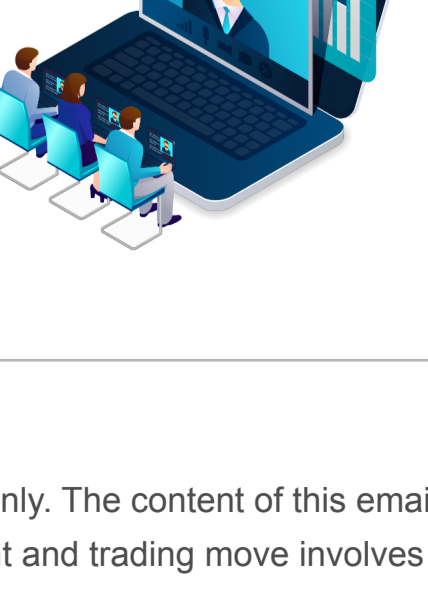 nly. The content of this emai
t and trading move involves